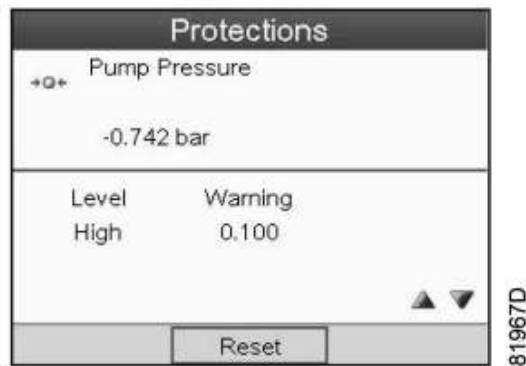 Protections
Pump Pressure
-0.742 bar
Level Warning
High 0.100
Reset
81967D